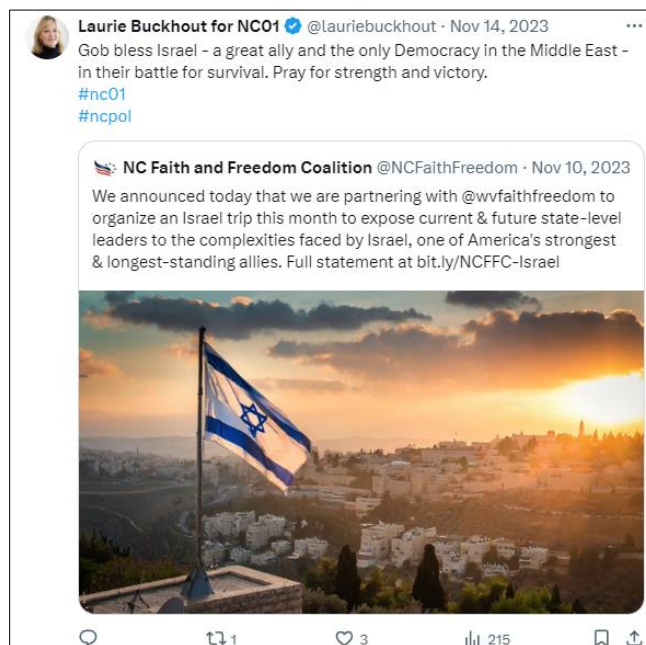 Laurie Buckhout for NC01 @lauriebuckhout · Nov 14, 2023
Gob bless Israel - a great ally and the only Democracy in the Middle East -
in their battle for survival. Pray for strength and victory.
#nc01
#ncpol
NC Faith and Freedom Coalition @NCFaithFreedom · Nov 10, 2023
We announced today that we are partnering with @wvfaithfreedom to
organize an Israel trip this month to expose current & future state-level
leaders to the complexities faced by Israel, one of America's strongest
& longest-standing allies. Full statement at bit.ly/NCFFC-Israel
1 3 215